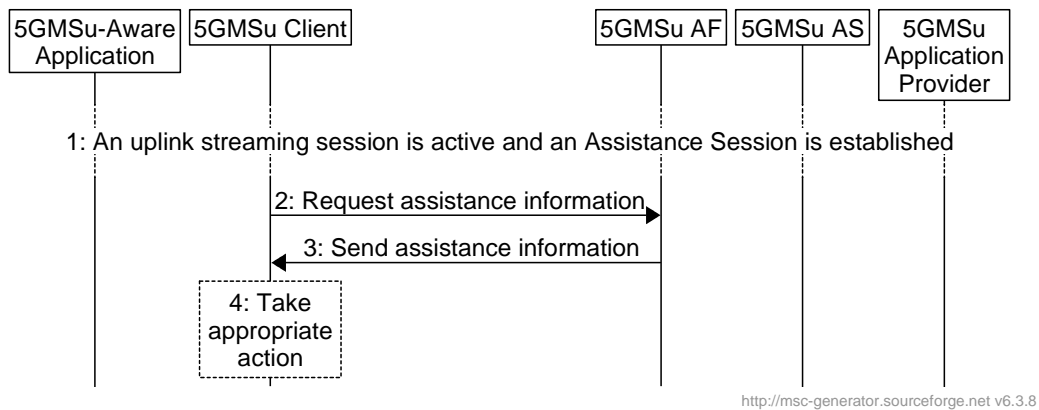 5GMSu-Aware
Application
5GMSu Client
5GMSu AF
5GMSu AS
5GMSu
Application
Provider
1: An uplink streaming session is active and an Assistance Session is established
2: Request assistance information
3: Send assistance information
4: Take
appropriate
action
http://msc-generator.sourceforge.net v6.3.8